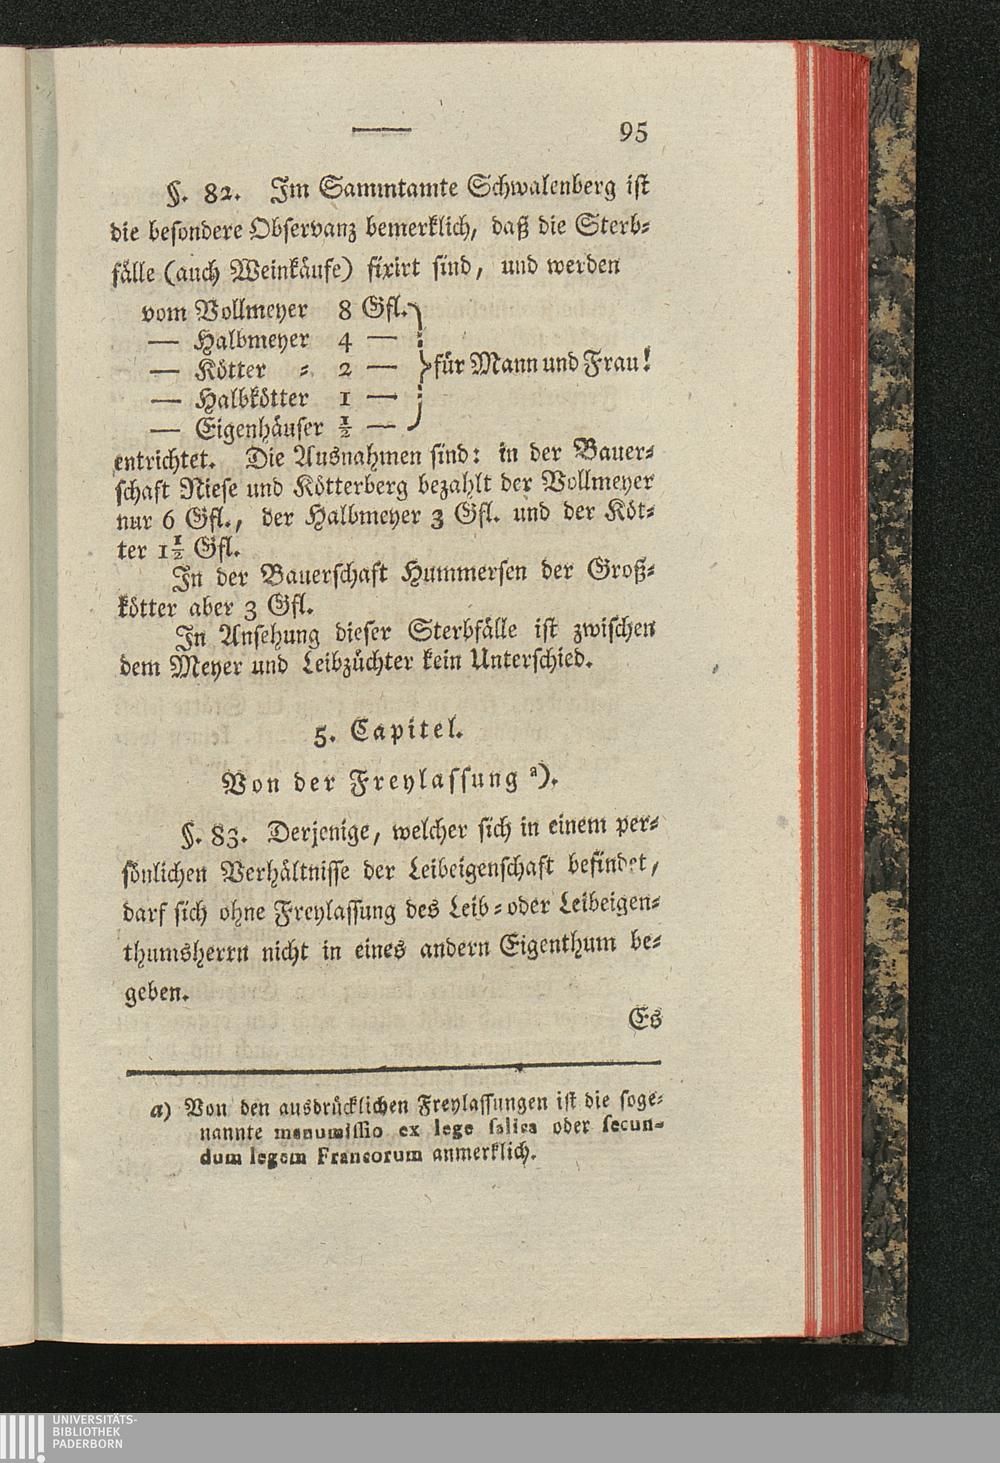 95
§. 82. Im Sammtamte Schwalenberg ist
die besondere Observanz bemerklich, daß die Sterb-
fälle (auch Weinkäufe) fixirt sind, und werden
vom Vollmeyer 8 Gfl.
— Halbmeyer 4 —
— Kötter - 2 — für Mann und Frau!
— Halbkötter 1 —
— Eigenhäuser ½ —
entrichtet. Die Ausnahmen sind: in der Bauer-
schaft Niese und Kötterberg bezahlt der Vollmeyer
nur 6 Gfl., der Halbmeyer 3 Gfl. und der Köt-
ter 1½ Gfl.
In der Bauerschaft Hummersen der Groß-
kötter aber 3 Gfl.
In Ansehung dieser Sterbfälle ist zwischen
dem Meyer und Leibzüchter kein Unterschied.
5. Capitel.
Von der Freylassung a).
§. 83. Derjenige, welcher sich in einem per-
sönlichen Verhältnisse der Leibeigenschaft befindet,
darf sich ohne Freylassung des Leib- oder Leibeigen-
thumsherrn nicht in eines andern Eigenthum be-
geben.
Es
a) Von den ausdrücklichen Freylassungen ist die soge-
nannte manumissio ex lege salica oder secun-
dum legem Francorum anmerklich.
UNIVERSITÄTS-
BIBLIOTHEK
PADERBORN